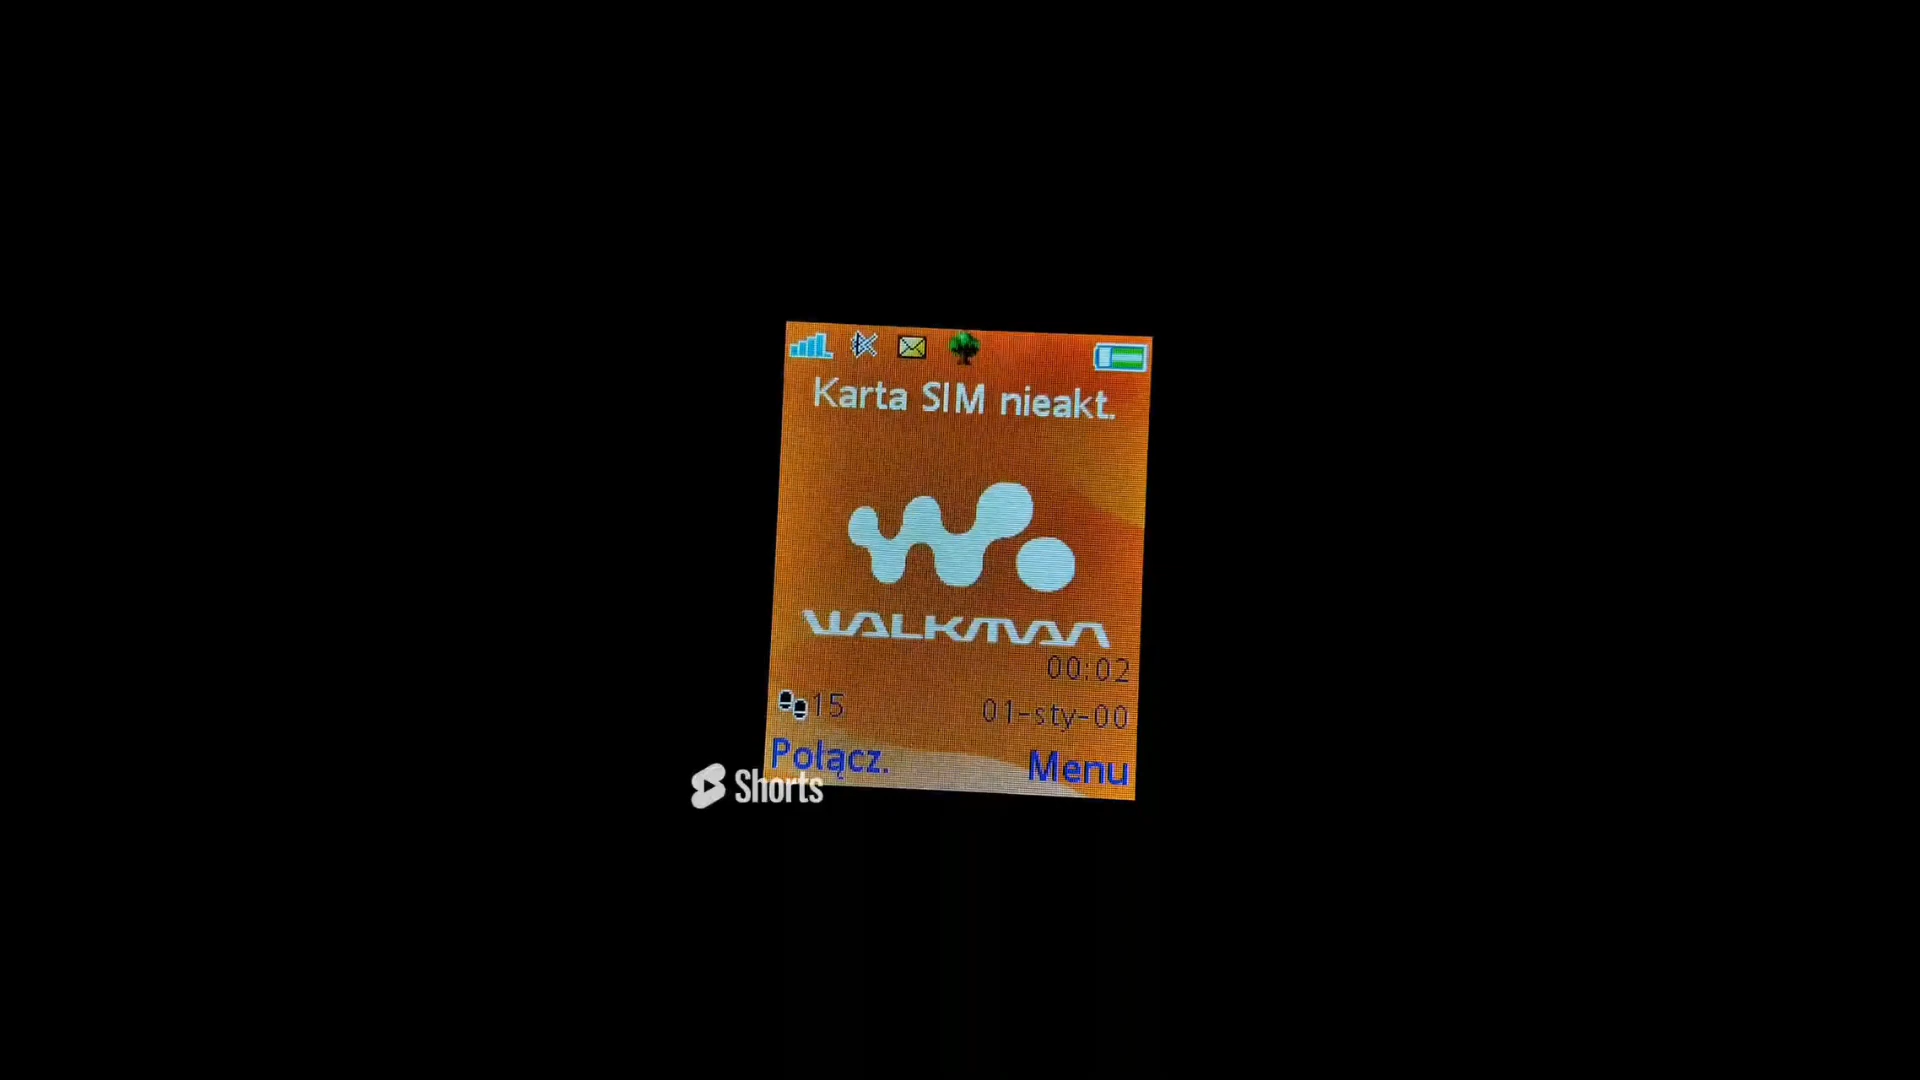 Karta SIM nieakt.
WALKMAN
00:02
15
01-sty-00
Połącz.
Menu
Shorts